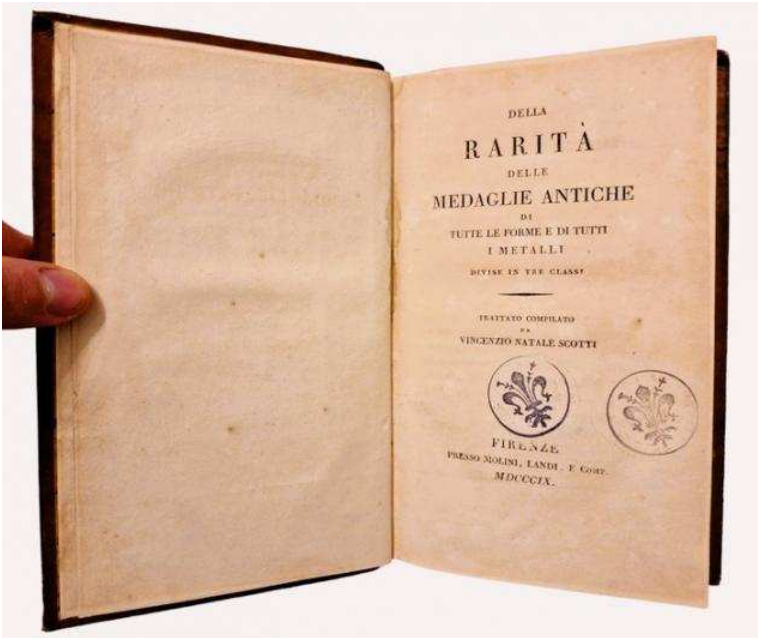 DELLA
RARITÀ
DELLE
MEDAGLIE ANTICHE
DI
TUTTE LE FORME E DI TUTTI
I METALLI
DIVISE IN TRE CLASSI
TRATTATO COMPILATO
DA
VINCENZIO NATALE SCOTTI
FIRENZE
PRESSO MOLINI, LANDI, E COMP.
MDCCCIX.